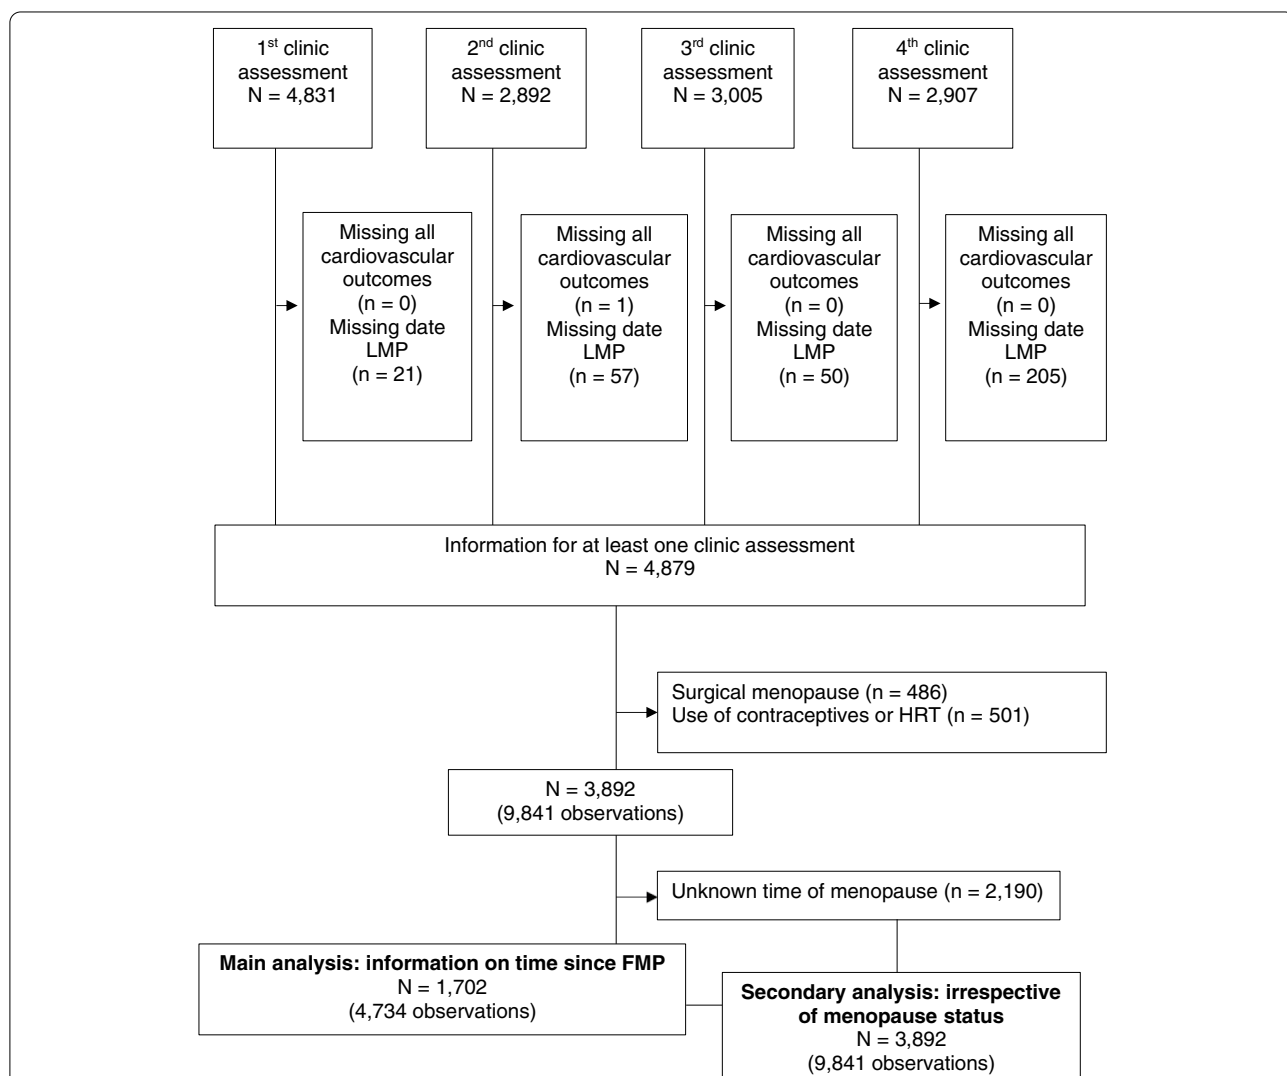 1st clinic
assessment
N = 4,831
2nd clinic
assessment
N = 2,892
3rd clinic
assessment
N = 3,005
4th clinic
assessment
N = 2,907
Missing all
cardiovascular
outcomes
(n = 0)
Missing date
LMP
(n = 21)
Missing all
cardiovascular
outcomes
(n = 1)
Missing date
LMP
(n = 57)
Missing all
cardiovascular
outcomes
(n = 0)
Missing date
LMP
(n = 50)
Missing all
cardiovascular
outcomes
(n = 0)
Missing date
LMP
(n = 205)
Information for at least one clinic assessment
N = 4,879
Surgical menopause (n = 486)
Use of contraceptives or HRT (n = 501)
N = 3,892
(9,841 observations)
Unknown time of menopause (n = 2,190)
Main analysis: information on time since FMP
N = 1,702
(4,734 observations)
Secondary analysis: irrespective
of menopause status
N = 3,892
(9,841 observations)